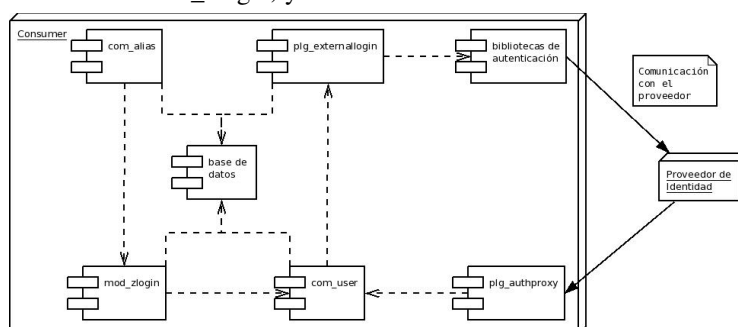 Consumer
com_alias
plg_externallogin
bibliotecas de
autenticación
Comunicación
con el
proveedor
base de
datos
Proveedor de
Identidad
mod_zlogin
com_user
plg_authproxy